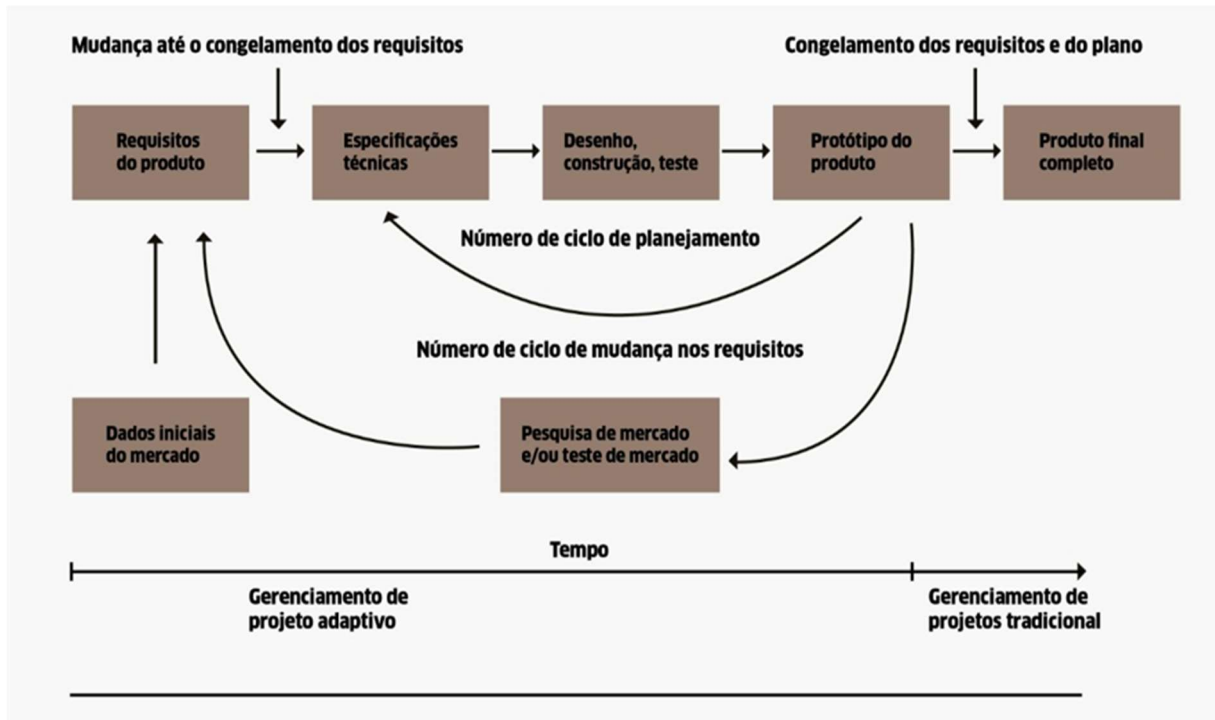 Mudança até o congelamento dos requisitos
Congelamento dos requisitos e do plano
Requisitos
do produto
Especificações
técnicas
Desenho,
construção, teste
Protótipo do
produto
Produto final
completo
Número de ciclo de planejamento
Número de ciclo de mudança nos requisitos
Dados iniciais
do mercado
Pesquisa de mercado
e/ou teste de mercado
Tempo
Gerenciamento de
projeto adaptivo
Gerenciamento de
projetos tradicional